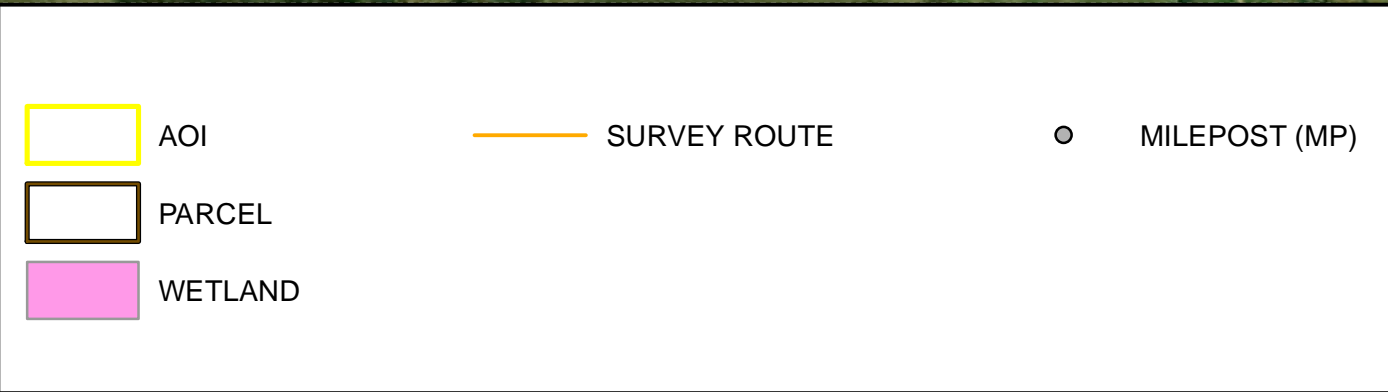 AOI
SURVEY ROUTE
MILEPOST (MP)
PARCEL
WETLAND